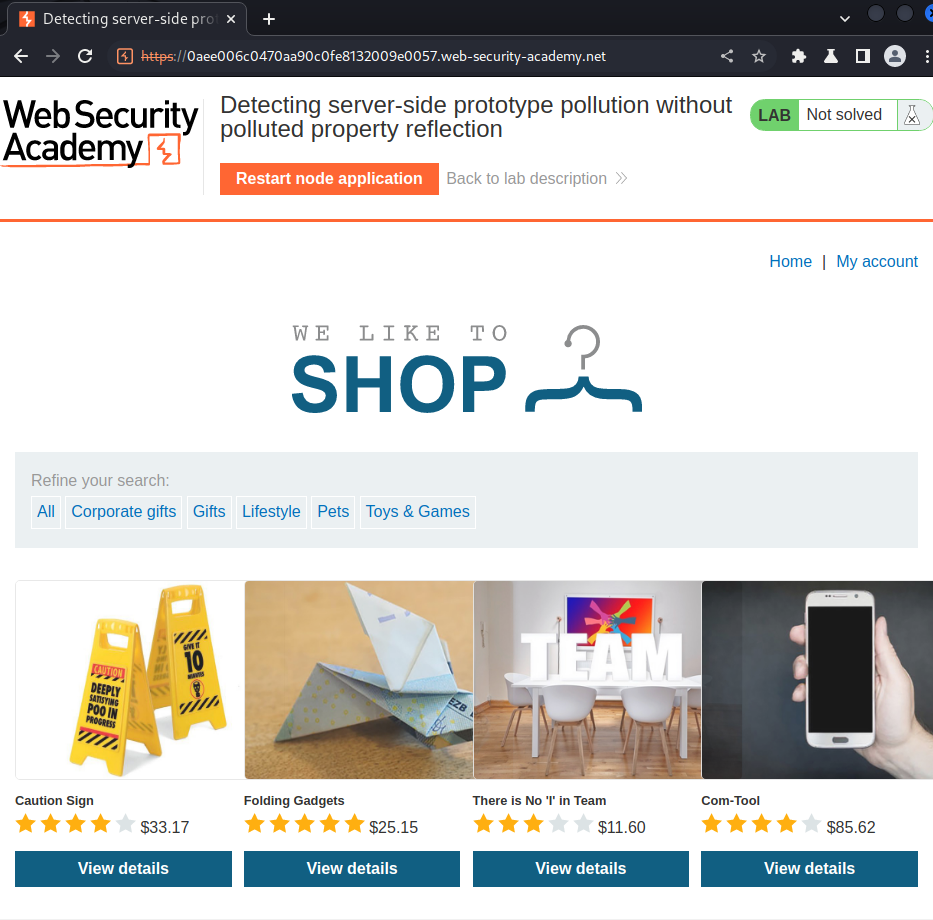 Detecting server-side pro
https://0aee006c0470aa90c0fe8132009e0057.web-security-academy.net
Web Security
Academy
Detecting server-side prototype pollution without
polluted property reflection
LAB Not solved
Restart node application Back to lab description
Home | My account
WE LIKE TO
SHOP
Refine your search:
All Corporate gifts Gifts Lifestyle Pets Toys & Games
CAUTION
DEEPLY
SATISFYING
POO IN
PROGRESS
GIVE IT
10
MINUTES
EZB
TEAM
Caution Sign Folding Gadgets There is No 'I' in Team Com-Tool
$33.17 $25.15 $11.60 $85.62
View details View details View details View details